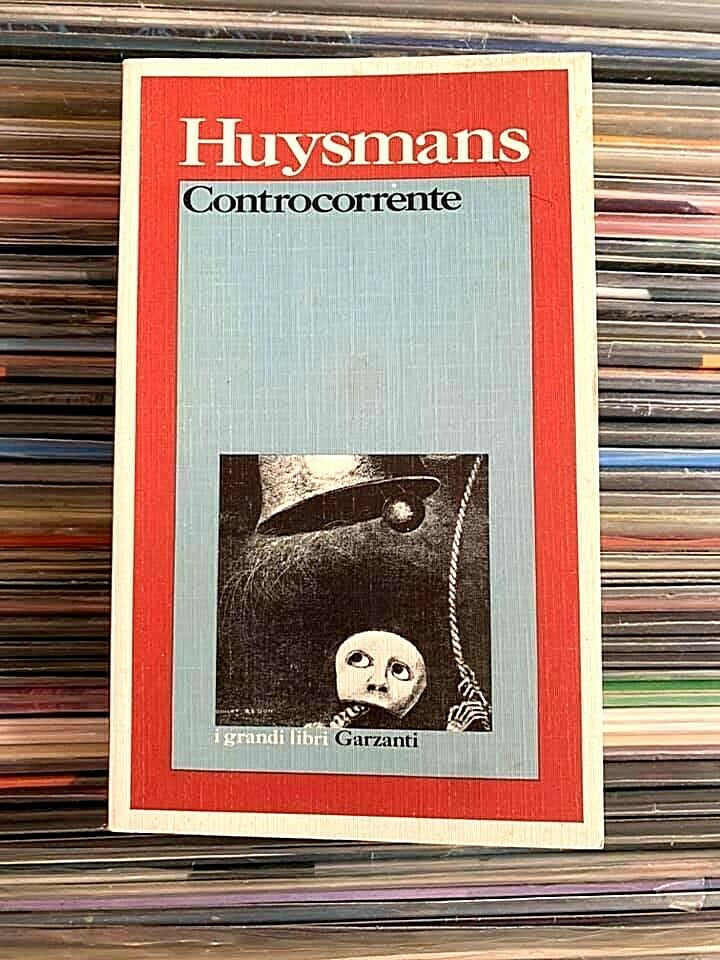 Huysmans
Controcorrente
i grandi libri Garzanti